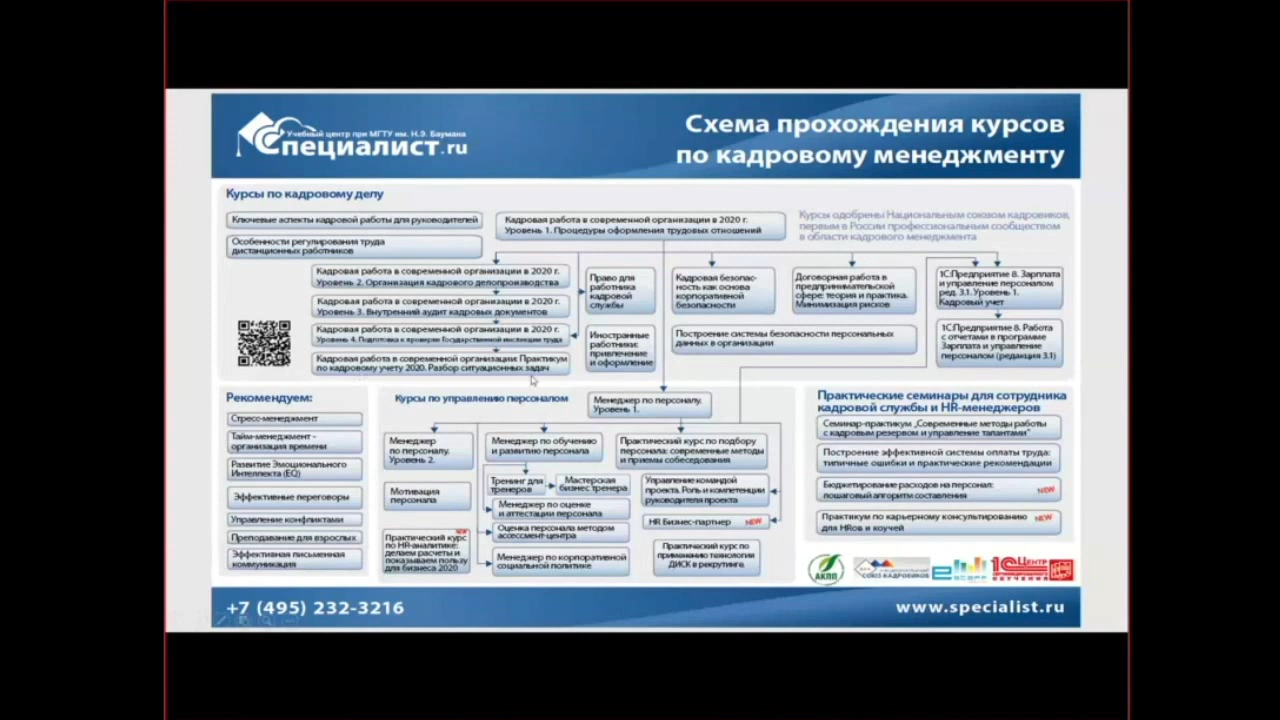 Учебный центр при МГТУ им. Н.Э. Баумана
Специалист.ru
Схема прохождения курсов
по кадровому менеджменту
Курсы по кадровому делу
Ключевые аспекты кадровой работы для руководителей
Особенности регулирования труда
дистанционных работников
Кадровая работа в современной организации в 2020 г.
Уровень 1. Процедуры оформления трудовых отношений
Курсы одобрены Национальным союзом кадровиков,
первым в России профессиональным сообществом
в области кадрового менеджмента
Кадровая работа в современной организации в 2020 г.
Уровень 2. Организация кадрового делопроизводства
Кадровая работа в современной организации в 2020 г.
Уровень 3. Внутренний аудит кадровых документов
Кадровая работа в современной организации в 2020 г.
Уровень 4. Подготовка к проверке Государственной инспекции труда
Кадровая работа в современной организации: Практикум
по кадровому учету 2020. Разбор ситуационных задач
Право для
работника
кадровой
службы
Иностранные
работники:
привлечение
и оформление
Кадровая безопас-
ность как основа
корпоративной
безопасности
Договорная работа в
предпринимательской
сфере: теория и практика.
Минимизация рисков
Построение системы безопасности персональных
данных в организации
1С:Предприятие 8. Зарплата
и управление персоналом
ред. 3.1. Уровень 1.
Кадровый учет
1С:Предприятие 8. Работа
с отчетами в программе
Зарплата и управление
персоналом (редакция 3.1)
Рекомендуем:
Стресс-менеджмент
Тайм-менеджмент -
организация времени
Развитие Эмоционального
Интеллекта (EQ)
Эффективные переговоры
Управление конфликтами
Преподавание для взрослых
Эффективная письменная
коммуникация
Курсы по управлению персоналом
Менеджер по персоналу.
Уровень 1.
Менеджер
по персоналу.
Уровень 2.
Мотивация
персонала
NEW
Практический курс
по HR-аналитике:
делаем расчеты и
показываем пользу
для бизнеса 2020
Менеджер по обучению
и развитию персонала
Тренинг для
тренеров
Мастерская
бизнес тренера
Менеджер по оценке
и аттестации персонала
Оценка персонала методом
ассессмент-центра
Менеджер по корпоративной
социальной политике
Практический курс по подбору
персонала: современные методы
и приемы собеседования
Управление командой
проекта. Роль и компетенции
руководителя проекта
HR Бизнес-партнер NEW
Практический курс по
применению технологии
ДИСК в рекрутинге.
Практические семинары для сотрудника
кадровой службы и HR-менеджеров
Семинар-практикум „Современные методы работы
с кадровым резервом и управление талантами"
Построение эффективной системы оплаты труда:
типичные ошибки и практические рекомендации
Бюджетирование расходов на персонал:
пошаговый алгоритм составления NEW
Практикум по карьерному консультированию
для HRов и коучей NEW
АКПП
СОЮЗ КАДРОВИКОВ
1С Центр
+7 (495) 232-3216
www.specialist.ru